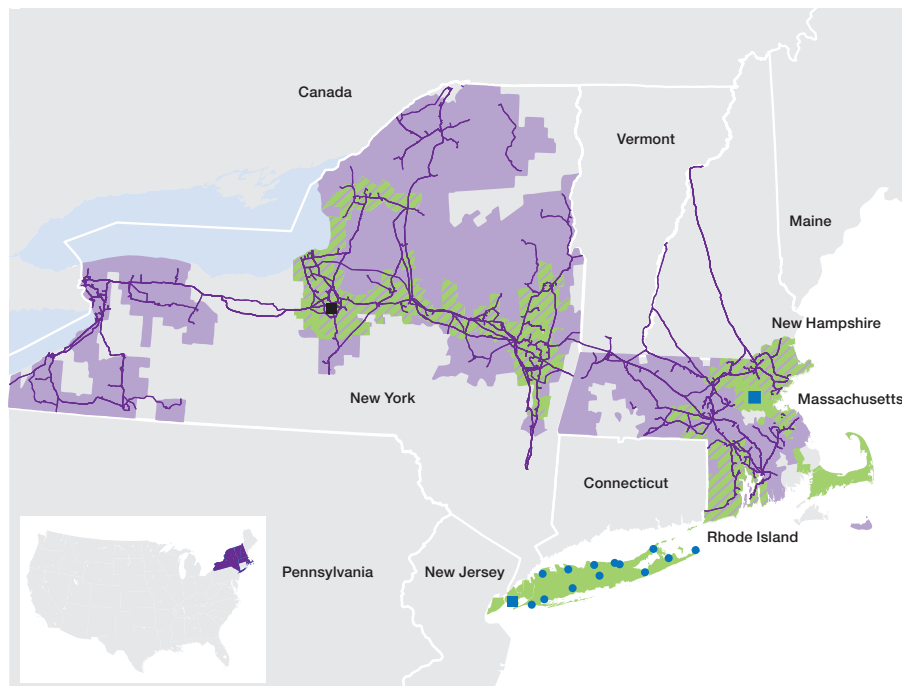 Canada
Vermont
Maine
New Hampshire
New York
Massachusetts
Connecticut
Rhode Island
Pennsylvania
New Jersey